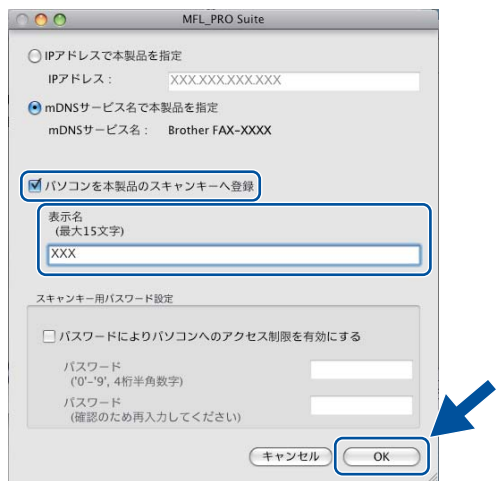 MFL_PRO Suite
IPアドレスで本製品を指定
IPアドレス： XXX.XXX.XXX.XXX
mDNSサービス名で本製品を指定
mDNSサービス名： Brother FAX-XXXX
パソコンを本製品のスキャンキーへ登録
表示名
(最大15文字)
XXX
スキャンキー用パスワード設定
パスワードによりパソコンへのアクセス制限を有効にする
パスワード
('0'-'9', 4桁半角数字)
パスワード
(確認のため再入力してください)
キャンセル OK